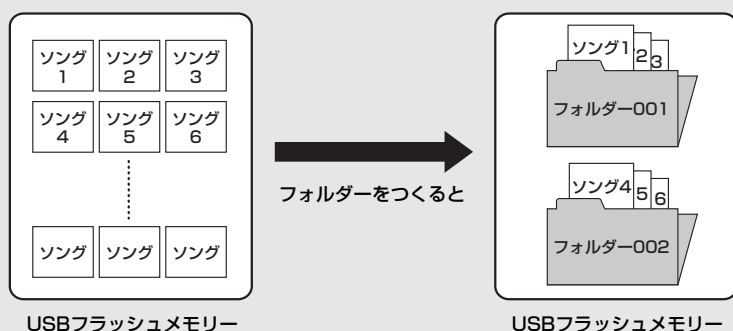 ソング
1
ソング
2
ソング
3
ソング
4
ソング
5
ソング
6
ソング
ソング
ソング
USBフラッシュメモリー
フォルダーをつくると
ソング1
2
3
フォルダー001
ソング4
5
6
フォルダー002
USBフラッシュメモリー